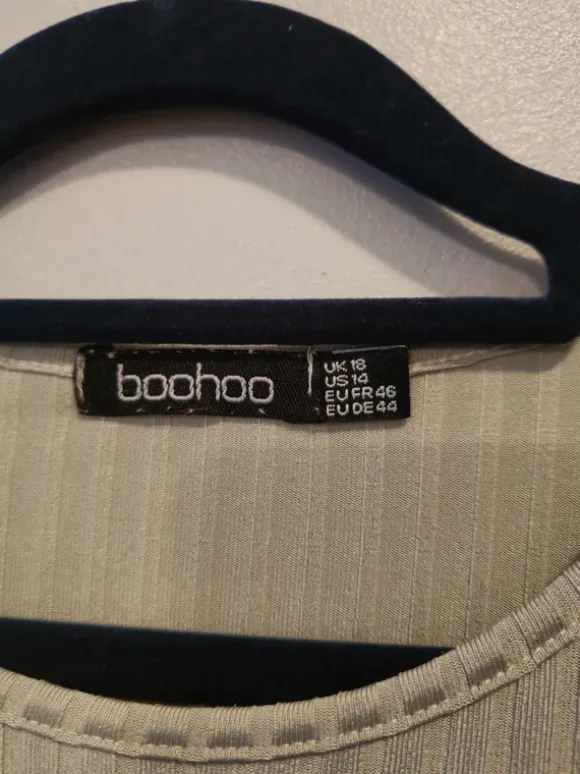 boohoo
UK 18
US 14
EU FR 46
EU DE 44